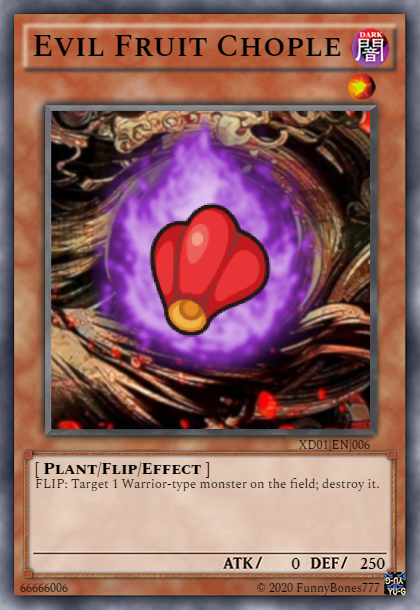 Evil Fruit Chople
DARK
闇
XD01|EN|006
[ Plant/Flip/Effect ]
FLIP: Target 1 Warrior-type monster on the field; destroy it.
ATK/ 0 DEF/ 250
66666006
© 2020 FunnyBones777